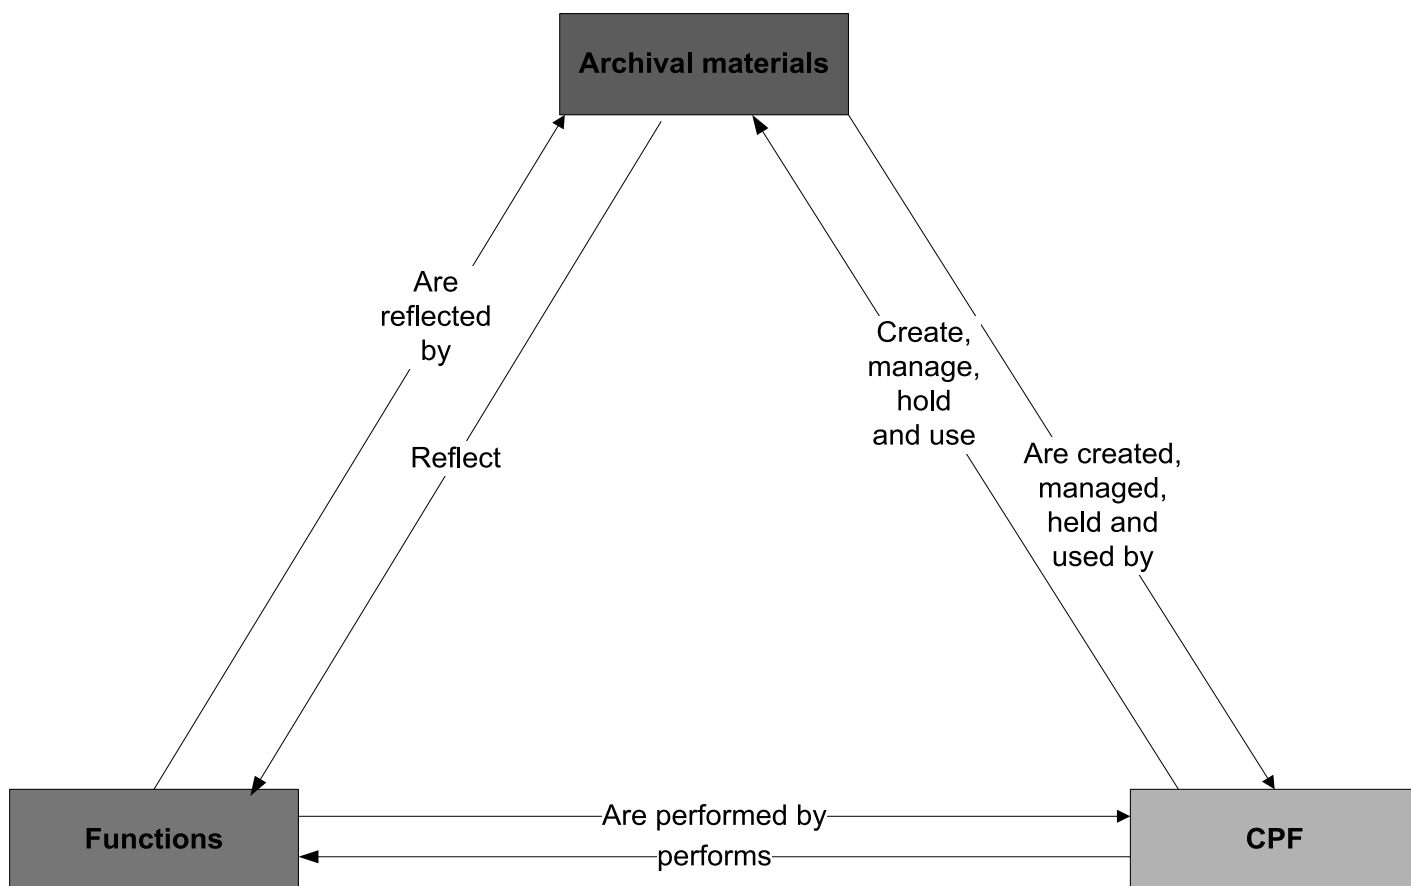 Archival materials
Are
reflected
by
Reflect
Create,
manage,
hold
and use
Are created,
managed,
held and
used by
Functions
Are performed by
performs
CPF